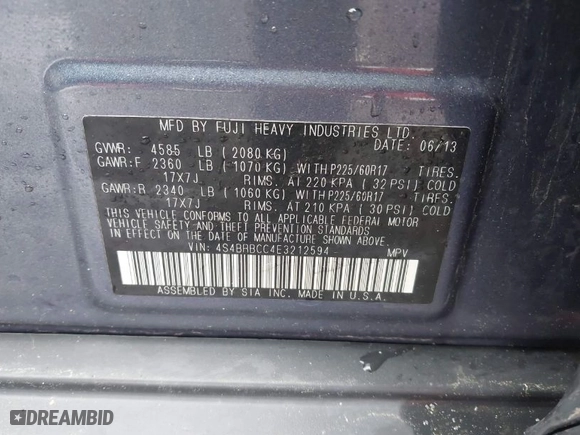 MFD BY FUJI HEAVY INDUSTRIES LTD.
DATE: 06/13
GVWR: 4585 LB (2080 KG)
GAWR:F 2360 LB (1070 KG) WITH P225/60R17 TIRES.
17X7J RIMS. AT 220 KPA (32 PSI) COLD
GAWR:R 2340 LB (1060 KG) WITH P225/60R17 TIRES.
17X7J RIMS. AT 210 KPA (30 PSI) COLD
THIS VEHICLE CONFORMS TO ALL APPLICABLE FEDERAL MOTOR
VEHICLE SAFETY AND THEFT PREVENTION STANDARDS
IN EFFECT ON THE DATE OF MANUFACTURE SHOWN ABOVE.
VIN: 4S4BRBCC4E3212594 MPV
ASSEMBLED BY SIA INC. MADE IN U.S.A.
DREAMBID